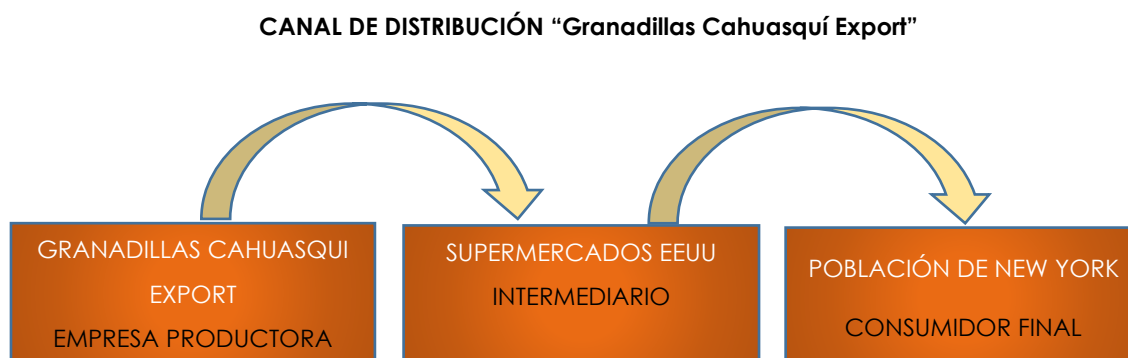 CANAL DE DISTRIBUCIÓN “Granadillas Cahuasquí Export”
GRANADILLAS CAHUASQUI
EXPORT
EMPRESA PRODUCTORA
SUPERMERCADOS EEUU
INTERMEDIARIO
POBLACIÓN DE NEW YORK
CONSUMIDOR FINAL